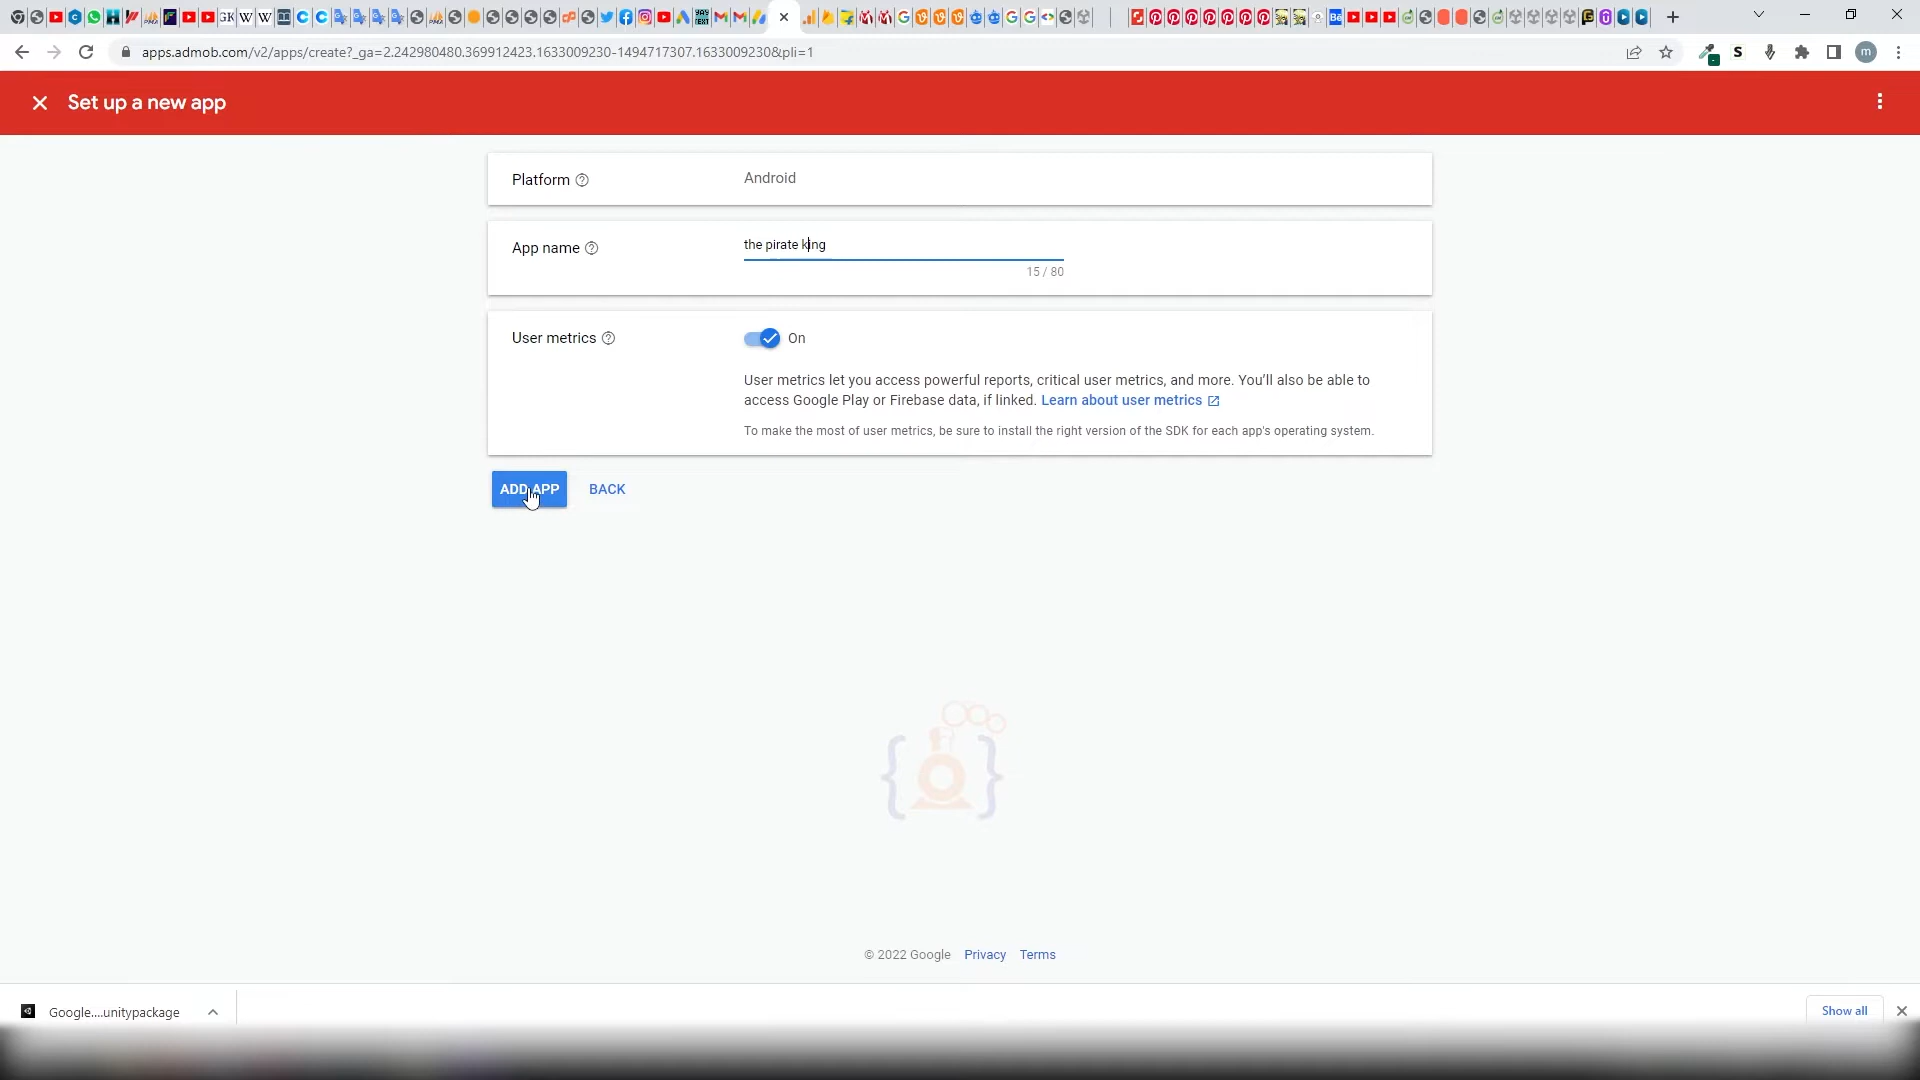 apps.admob.com/v2/apps/create?_ga=2.242980480.369912423.1633009230-1494717307.1633009230&pli=1
Set up a new app
Platform
Android
App name
the pirate king
15 / 80
User metrics
On
User metrics let you access powerful reports, critical user metrics, and more. You’ll also be able to
access Google Play or Firebase data, if linked. Learn about user metrics
To make the most of user metrics, be sure to install the right version of the SDK for each app's operating system.
ADD APP
BACK
© 2022 Google Privacy Terms
Google....unitypackage
Show all